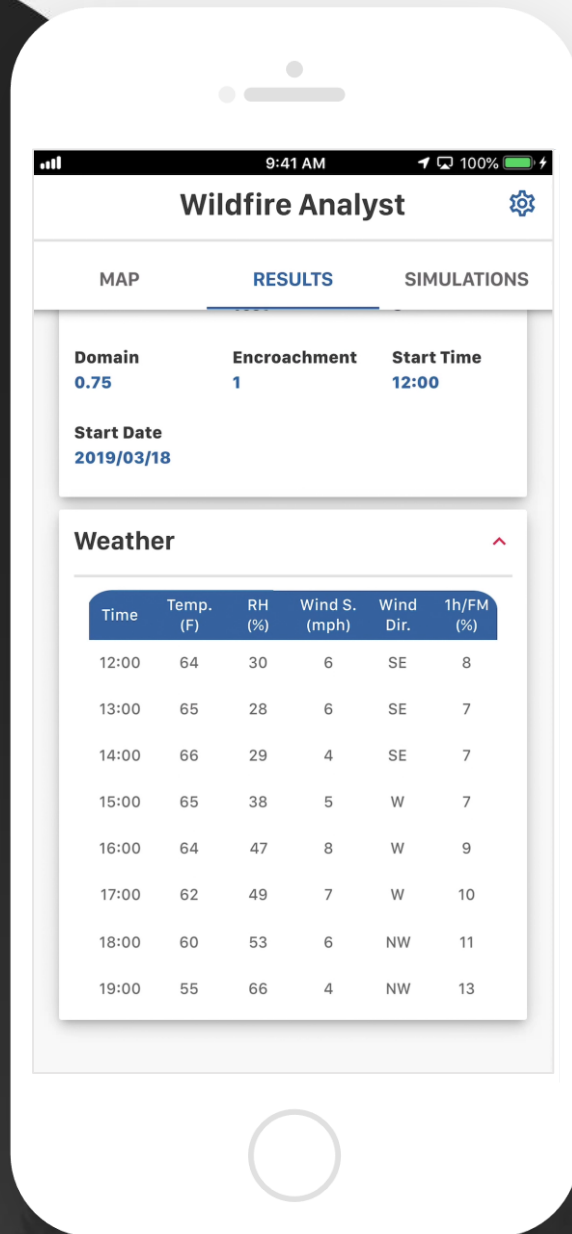 9:41 AM 100%
Wildfire Analyst
MAP RESULTS SIMULATIONS
Domain Encroachment Start Time
0.75 1 12:00
Start Date
2019/03/18
Weather
Time Temp. (F) RH (%) Wind S. (mph) Wind Dir. 1h/FM (%)
12:00 64 30 6 SE 8
13:00 65 28 6 SE 7
14:00 66 29 4 SE 7
15:00 65 38 5 W 7
16:00 64 47 8 W 9
17:00 62 49 7 W 10
18:00 60 53 6 NW 11
19:00 55 66 4 NW 13